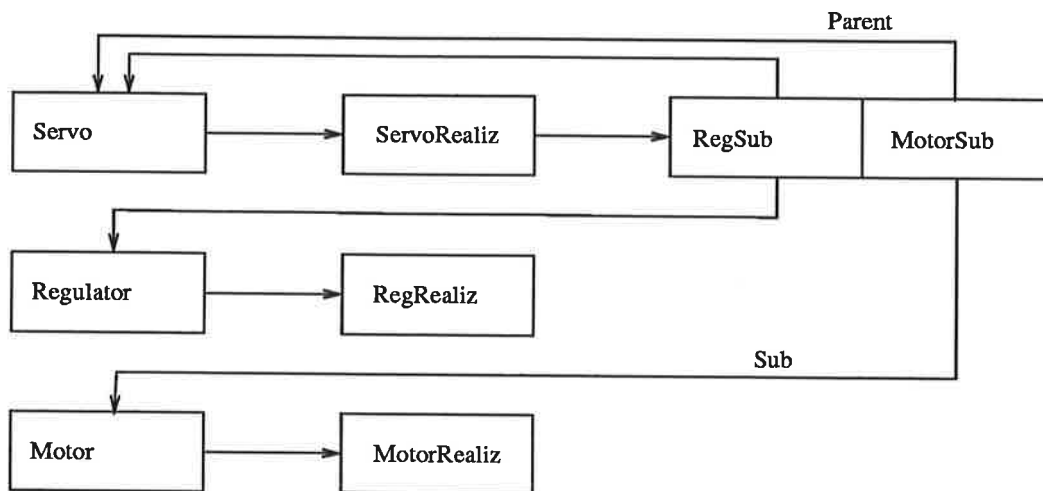 Parent
Servo
ServoRealiz
RegSub
MotorSub
Regulator
RegRealiz
Sub
Motor
MotorRealiz